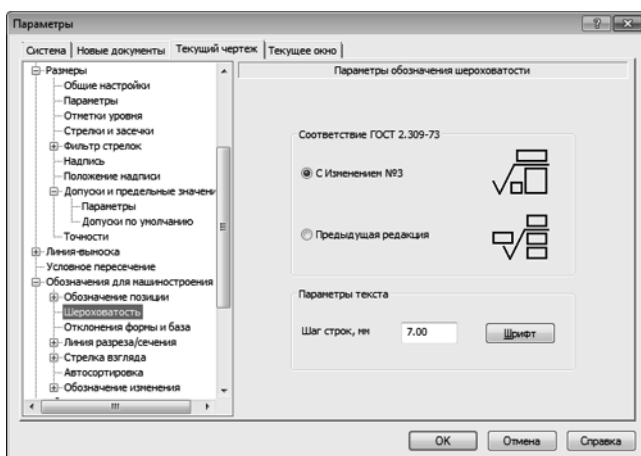 Параметры
Система Новые документы Текущий чертеж Текущее окно
Размеры
Общие настройки
Параметры
Отметки уровня
Стрелки и засечки
Фильтр стрелок
Надпись
Положение надписи
Допуски и предельные значени
Параметры
Допуски по умолчанию
Точности
Линия-выноска
Условное пересечение
Обозначения для машиностроения
Обозначение позиции
Шероховатость
Отклонения формы и база
Линия разреза/сечения
Стрелка взгляда
Автосортировка
Обозначение изменения
Параметры обозначения шероховатости
Соответствие ГОСТ 2.309-73
С Изменением №3
Предыдущая редакция
Параметры текста
Шаг строк, мм 7.00 Шрифт
OK Отмена Справка